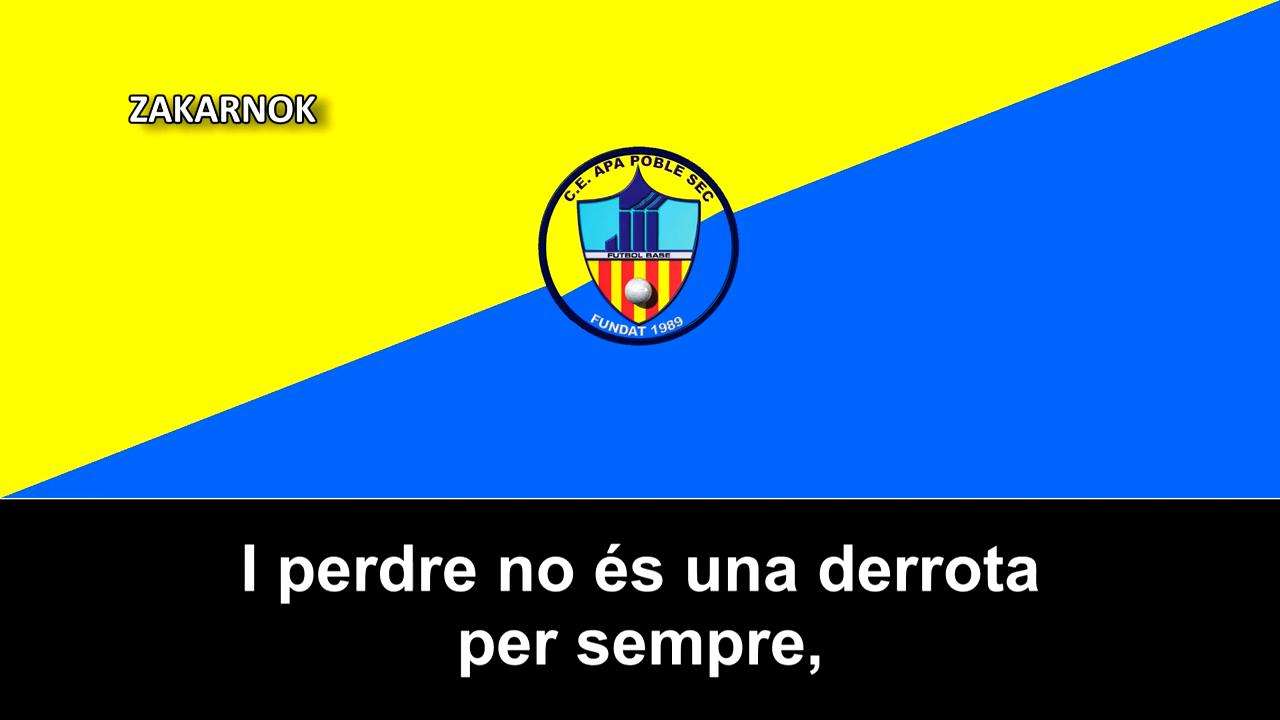 ZAKARNOK
C.E. APA POBLE SEC
FUTBOL BASE
FUNDAT 1989
I perdre no és una derrota
per sempre,